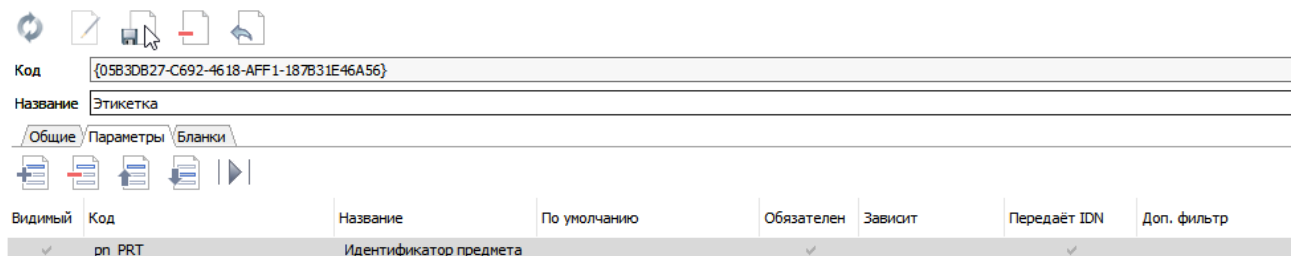 Код {05B3DB27-C692-4618-AFF1-187B31E46A56}
Название Этикетка
Общие Параметры Бланки
Видимый Код Название По умолчанию Обязателен Зависит Передаёт IDN Доп. фильтр
pn_PRT Идентификатор предмета